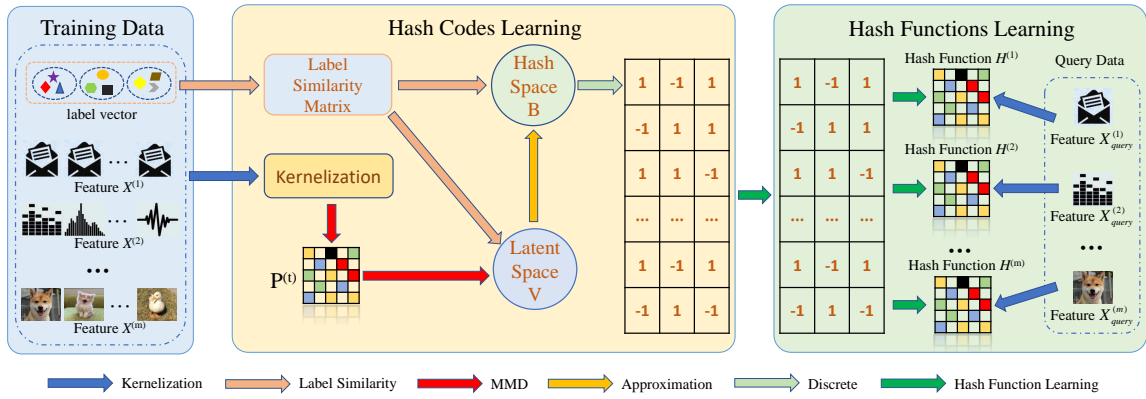 Training Data
label vector
Feature X(1)
Feature X(2)
...
Feature X(m)
Hash Codes Learning
Label
Similarity
Matrix
Kernelization
P(t)
Hash
Space
B
Latent
Space
V
1 -1 1
-1 1 1
1 1 -1
... ... ...
1 -1 1
-1 -1 1
Hash Functions Learning
1 -1 1
-1 1 1
1 1 -1
... ... ...
1 -1 1
-1 -1 1
Hash Function H(1)
Hash Function H(2)
...
Hash Function H(m)
Query Data
Feature X(1)query
Feature X(2)query
...
Feature X(m)query
Kernelization
Label Similarity
MMD
Approximation
Discrete
Hash Function Learning